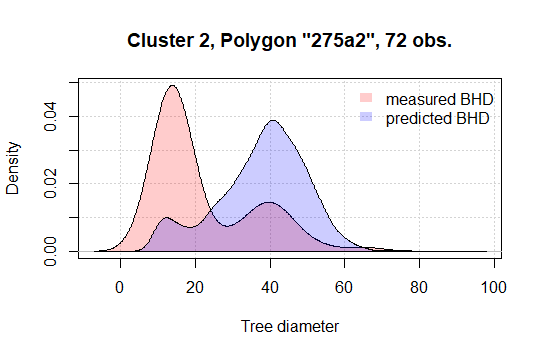 Cluster 2, Polygon "275a2", 72 obs.
measured BHD
predicted BHD
Density
0.04
0.02
0.00
0 20 40 60 80 100
Tree diameter